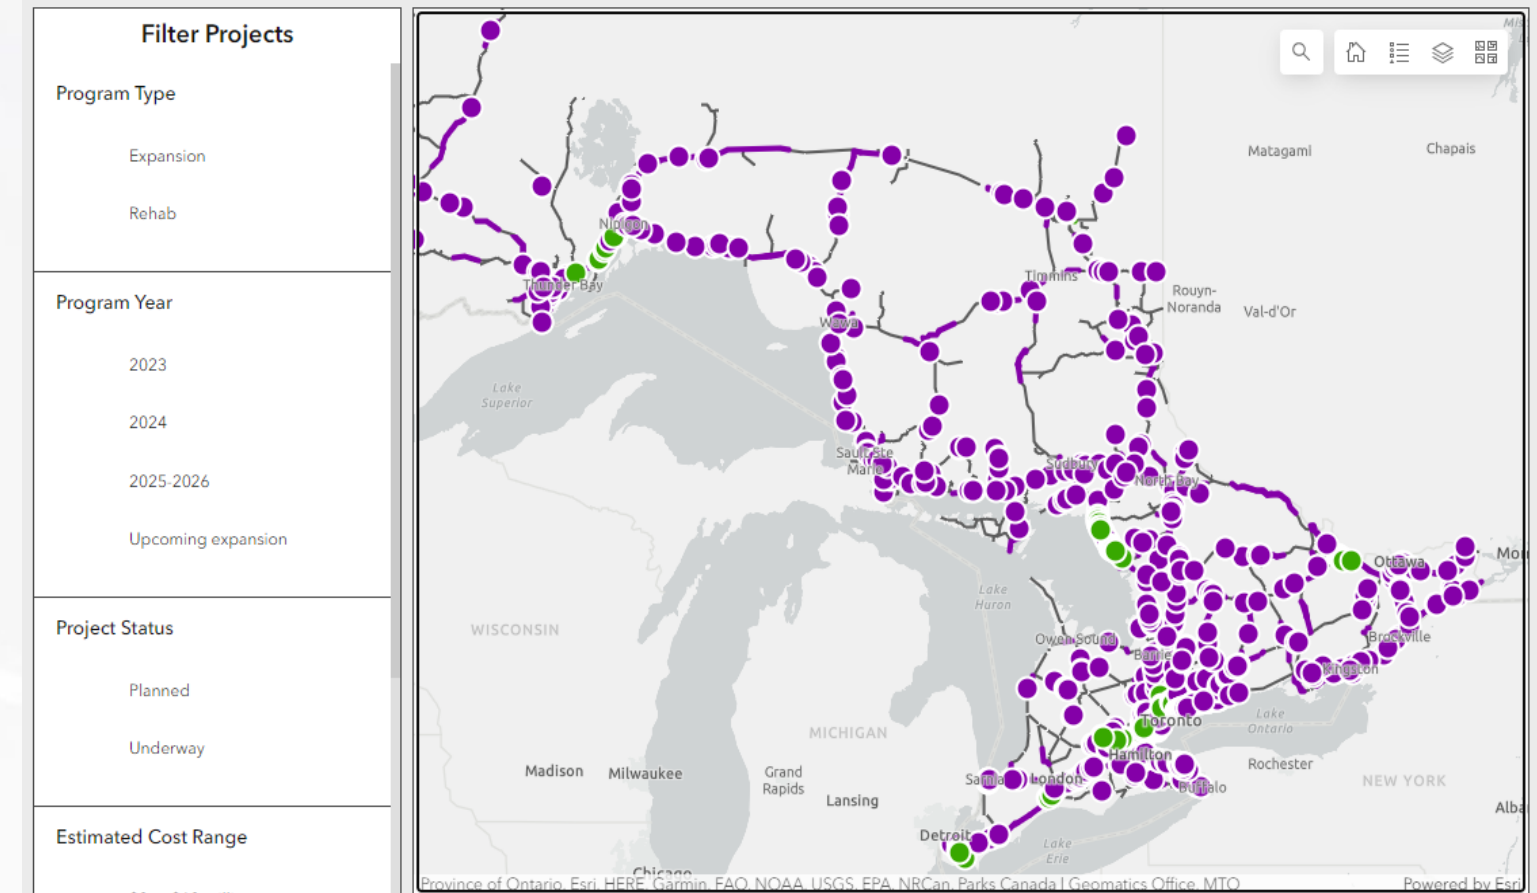 Filter Projects
Program Type
Expansion
Rehab
Program Year
2023
2024
2025-2026
Upcoming expansion
Project Status
Planned
Underway
Estimated Cost Range
Matagami
Chapais
Nipigon
Thunder Bay
Timmins
Rouyn-
Noranda
Val-d'Or
Wawa
Lake
Superior
Sault Ste
Marie
Sudbury
North Bay
Ottawa
Lake
Huron
WISCONSIN
Owen Sound
Brockville
Barrie
Kingston
Toronto
Lake
Ontario
MICHIGAN
Hamilton
Rochester
Madison
Milwaukee
Grand
Rapids
Sarnia
London
Buffalo
NEW YORK
Lansing
Detroit
Lake
Erie
Chicago
Province of Ontario, Esri, HERE, Garmin, FAO, NOAA, USGS, EPA, NRCan, Parks Canada | Geomatics Office, MTO
Powered by Esri